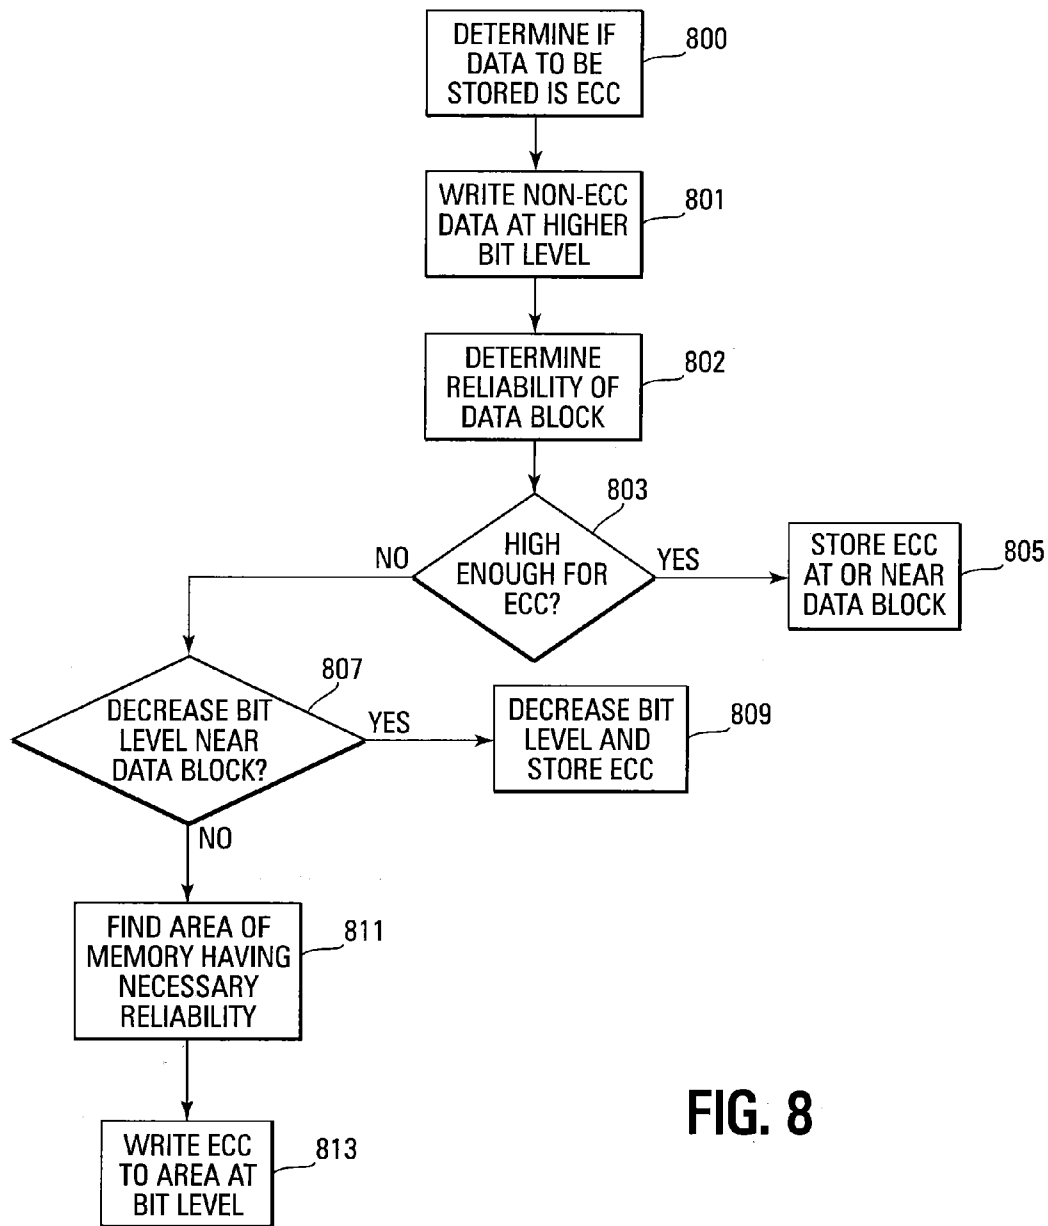 DETERMINE IF
DATA TO BE
STORED IS ECC
800
WRITE NON-ECC
DATA AT HIGHER
BIT LEVEL
801
DETERMINE
RELIABILITY OF
DATA BLOCK
802
HIGH
ENOUGH FOR
ECC?
803
NO
YES
STORE ECC
AT OR NEAR
DATA BLOCK
805
DECREASE BIT
LEVEL NEAR
DATA BLOCK?
807
YES
NO
DECREASE BIT
LEVEL AND
STORE ECC
809
FIND AREA OF
MEMORY HAVING
NECESSARY
RELIABILITY
811
WRITE ECC
TO AREA AT
BIT LEVEL
813
FIG. 8